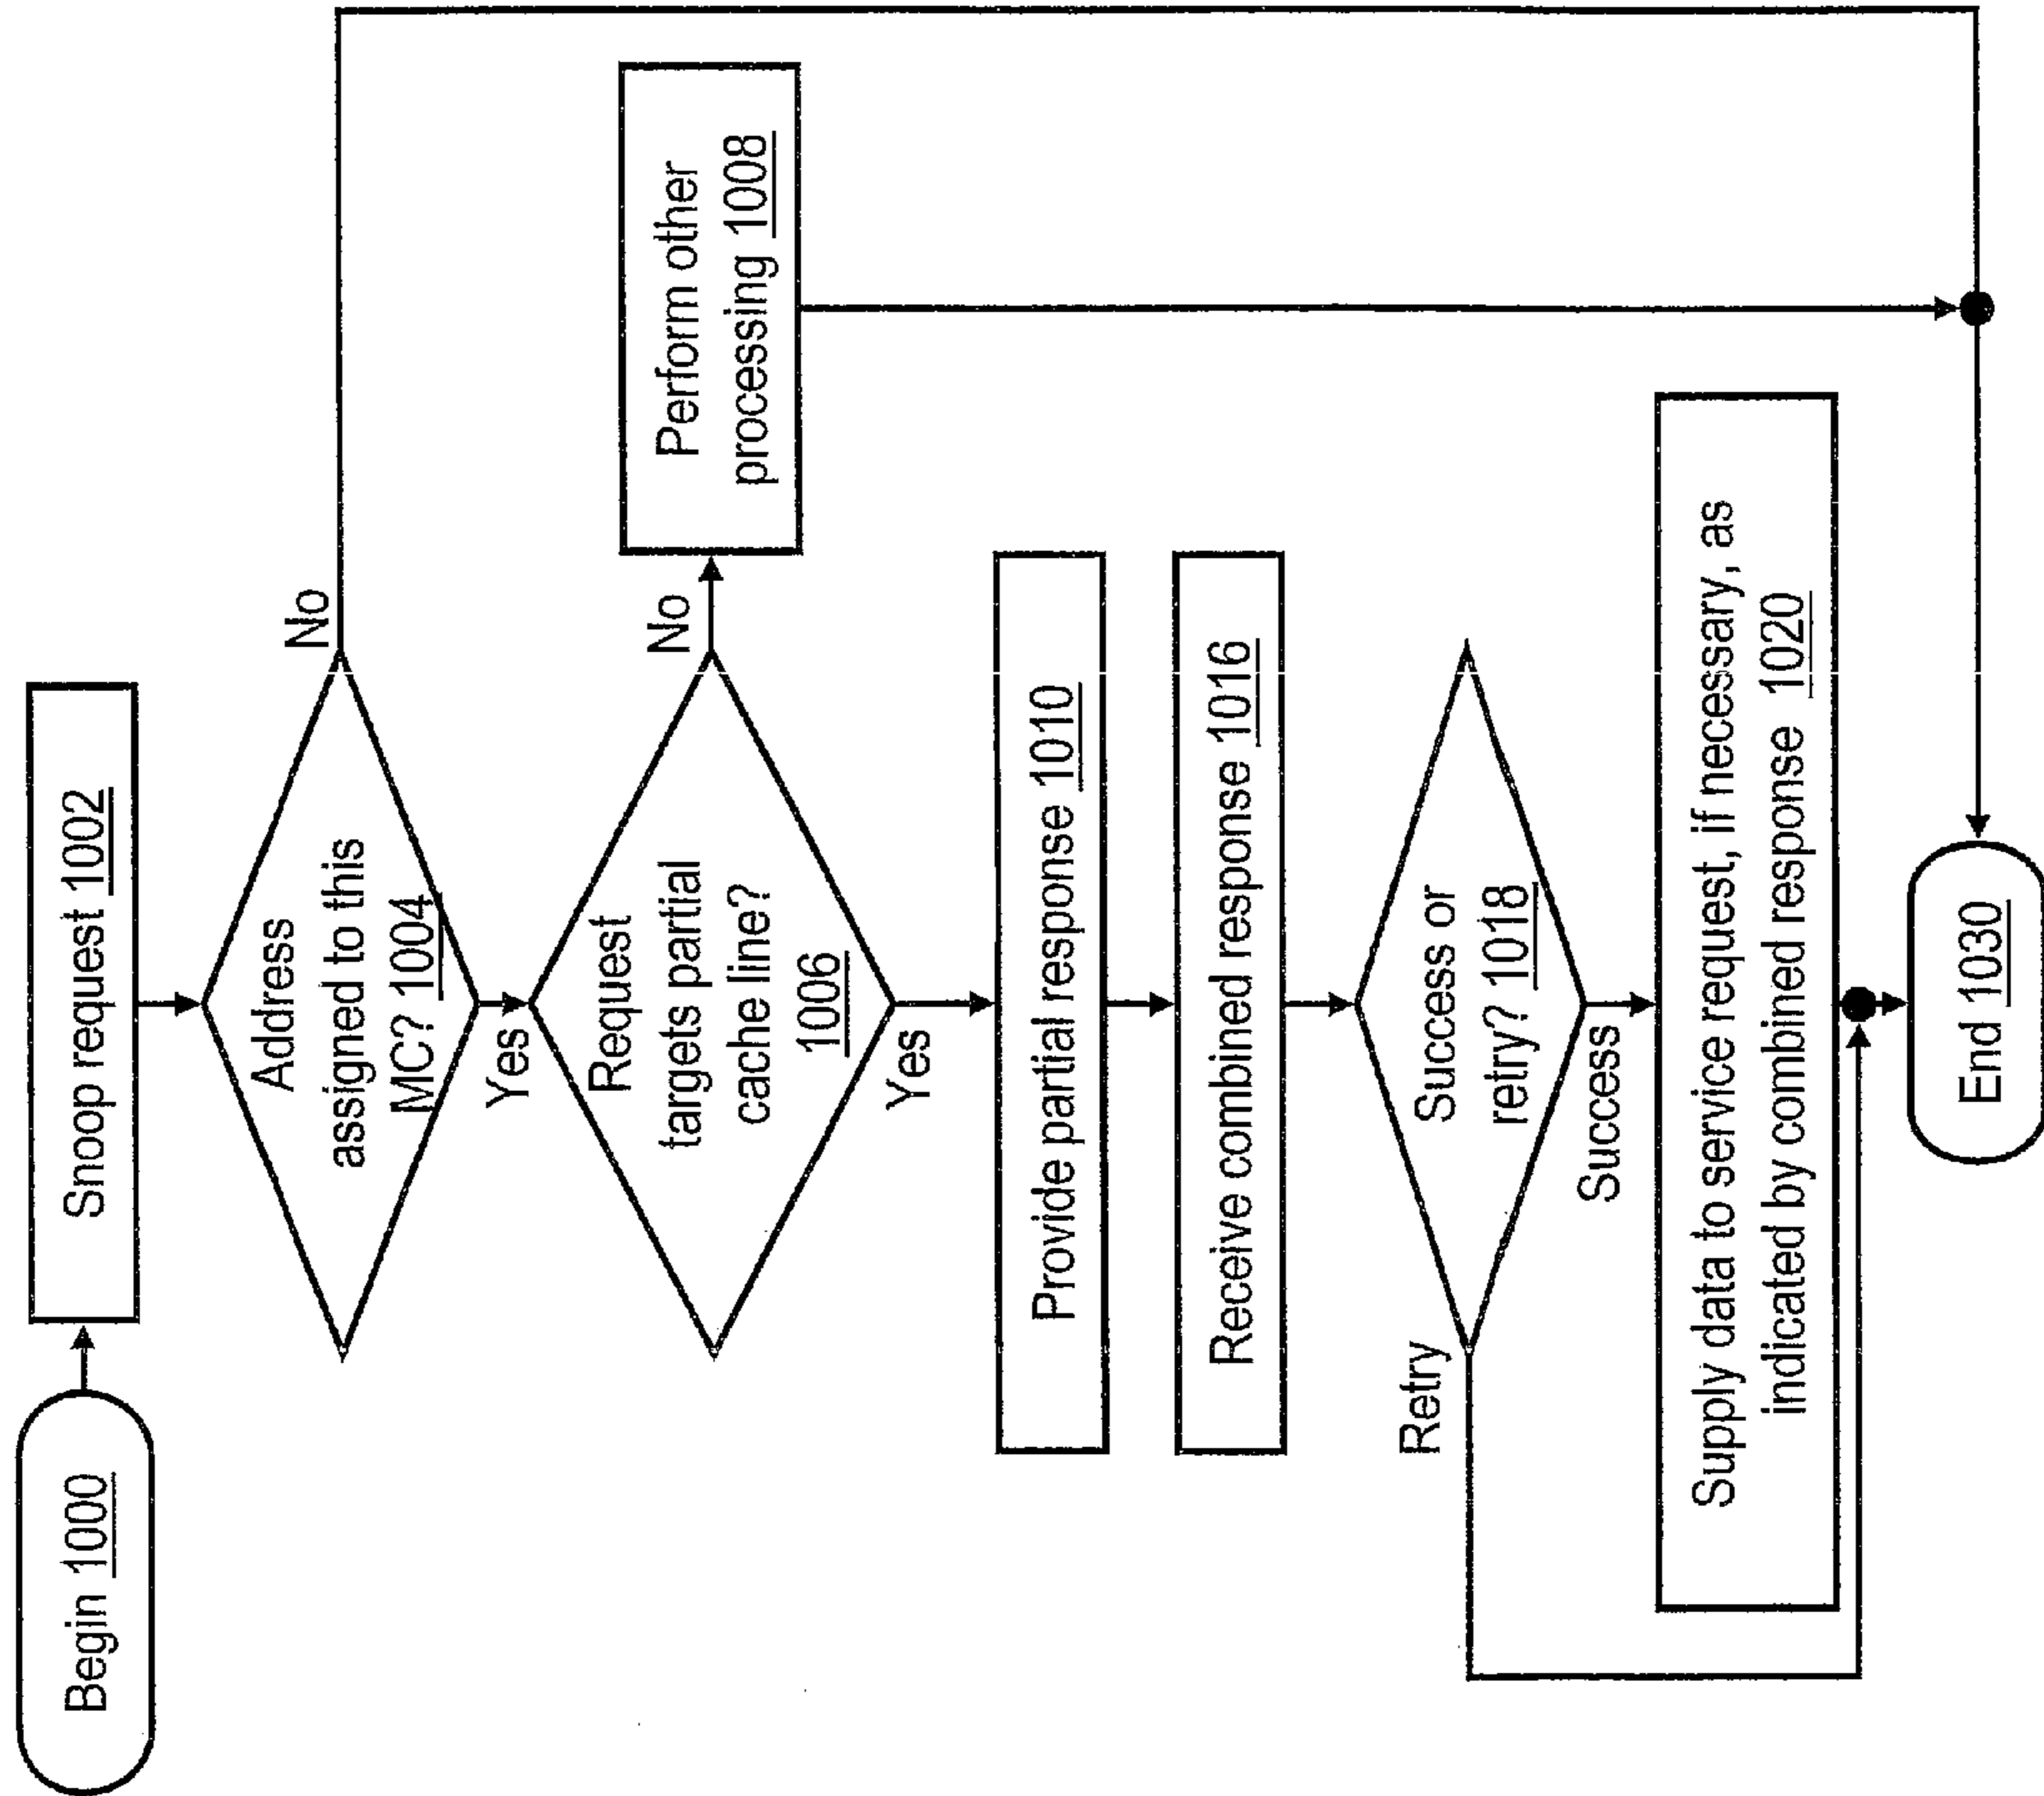 Begin 1000
Snoop request 1002
Address
assigned to this
MC? 1004
No
Yes
Request
targets partial
cache line?
1006
No
Perform other
processing 1008
Yes
Provide partial response 1010
Receive combined response 1016
Success or
retry? 1018
Retry
Success
Supply data to service request, if necessary, as
indicated by combined response 1020
End 1030